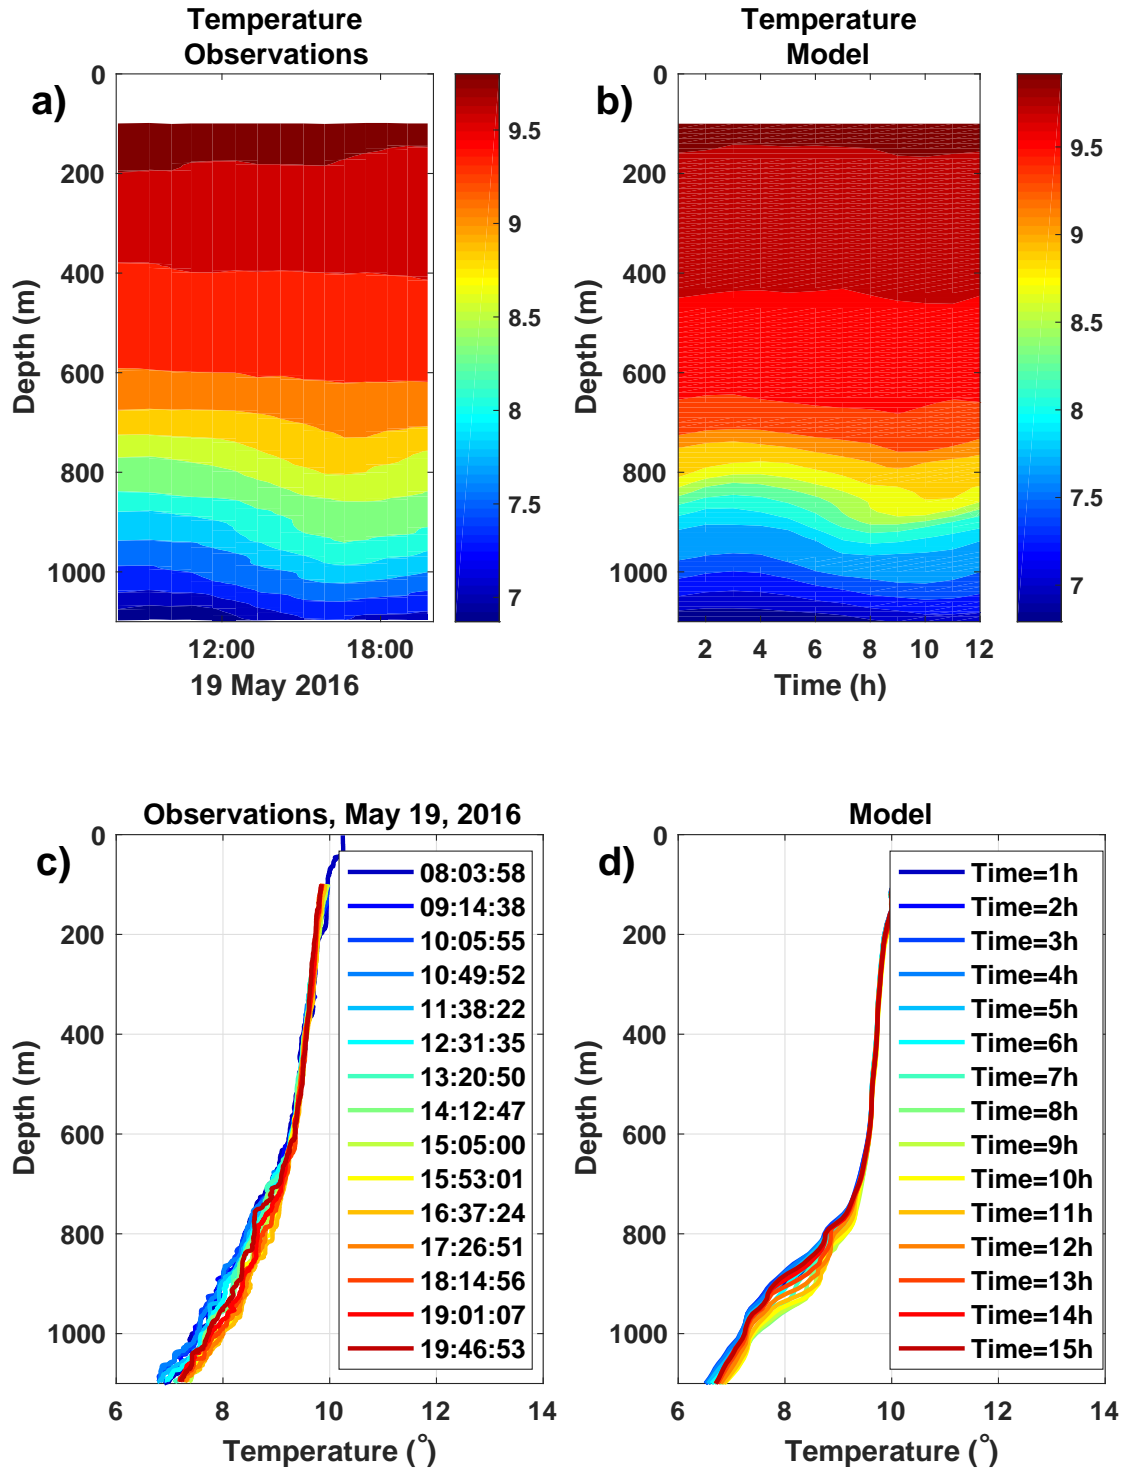 Temperature
Observations
a)
0
200
400
600
800
1000
Depth (m)
12:00
18:00
19 May 2016
9.5
9
8.5
8
7.5
7
Temperature
Model
b)
0
200
400
600
800
1000
Depth (m)
2
4
6
8
10
12
Time (h)
9.5
9
8.5
8
7.5
7
Observations, May 19, 2016
c)
0
200
400
600
800
1000
Depth (m)
08:03:58
09:14:38
10:05:55
10:49:52
11:38:22
12:31:35
13:20:50
14:12:47
15:05:00
15:53:01
16:37:24
17:26:51
18:14:56
19:01:07
19:46:53
6
8
10
12
14
Temperature (°)
Model
d)
0
200
400
600
800
1000
Depth (m)
Time=1h
Time=2h
Time=3h
Time=4h
Time=5h
Time=6h
Time=7h
Time=8h
Time=9h
Time=10h
Time=11h
Time=12h
Time=13h
Time=14h
Time=15h
6
8
10
12
14
Temperature (°)